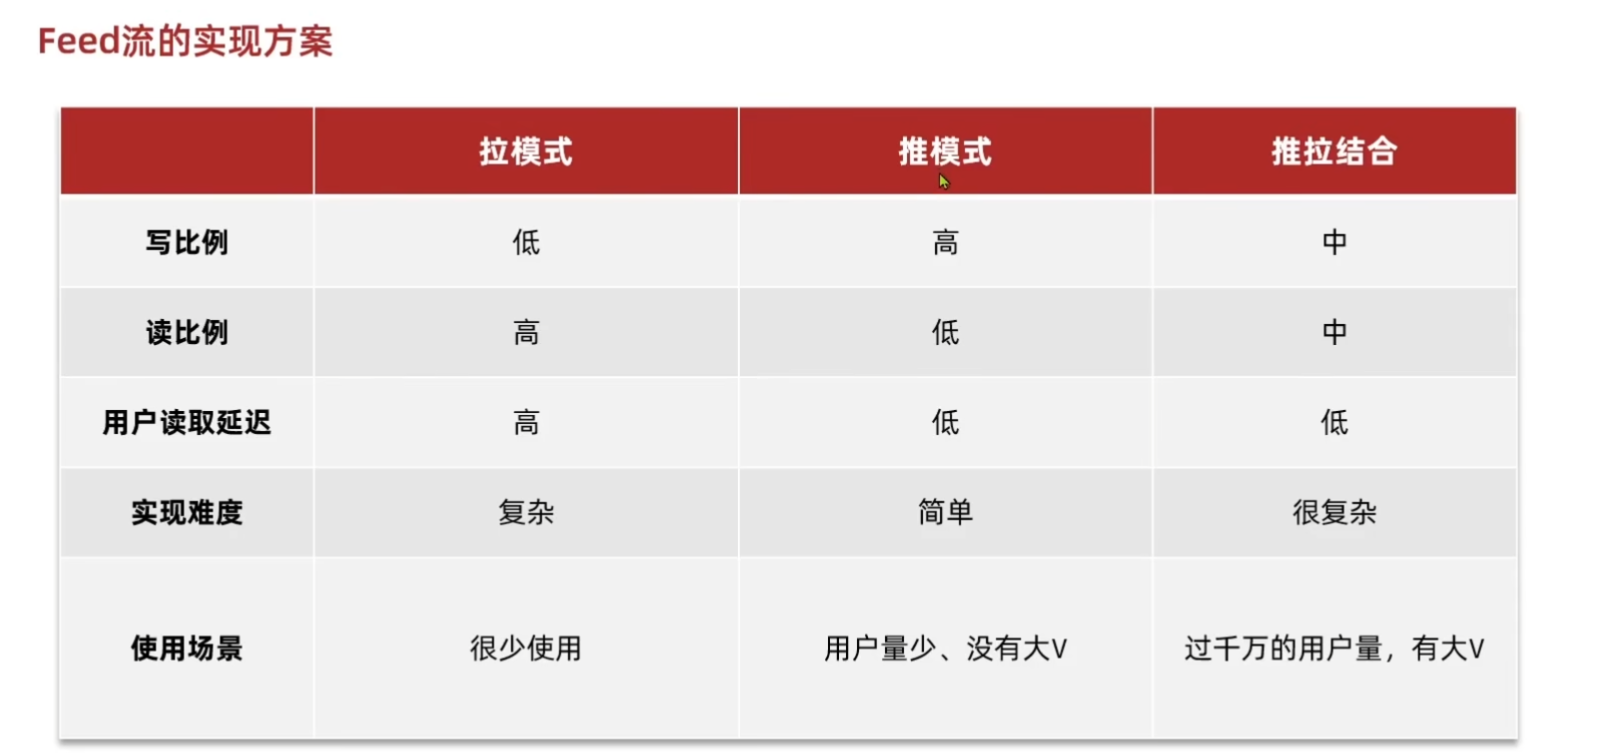 Feed流的实现方案
拉模式 推模式 推拉结合
写比例 低 高 中
读比例 高 低 中
用户读取延迟 高 低 低
实现难度 复杂 简单 很复杂
使用场景 很少使用 用户量少、没有大V 过千万的用户量，有大V